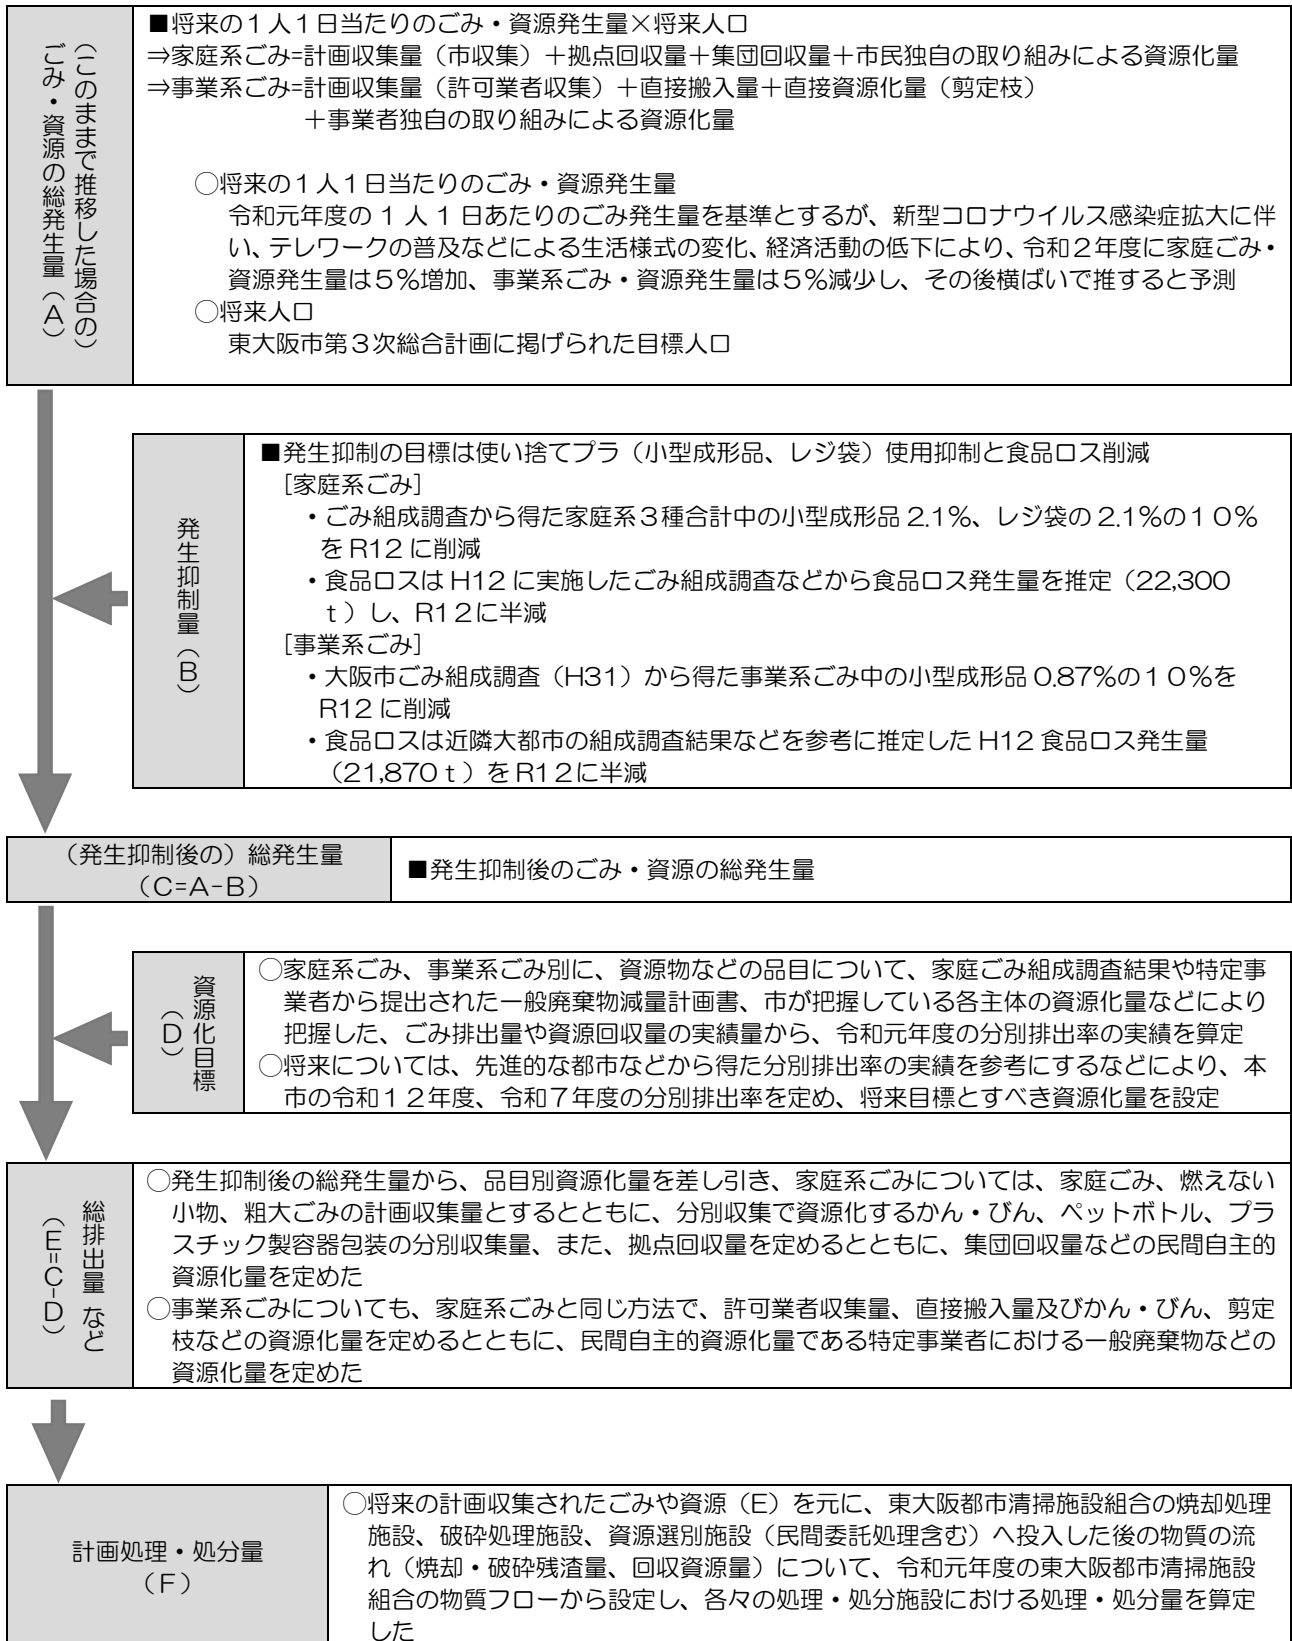 （このままで推移した場合の）
ごみ・資源の総発生量（A）
■将来の１人１日当たりのごみ・資源発生量×将来人口
⇒家庭系ごみ=計画収集量（市収集）＋拠点回収量＋集団回収量＋市民独自の取り組みによる資源化量
⇒事業系ごみ=計画収集量（許可業者収集）＋直接搬入量＋直接資源化量（剪定枝）
＋事業者独自の取り組みによる資源化量
○将来の１人１日当たりのごみ・資源発生量
令和元年度の 1 人 1 日あたりのごみ発生量を基準とするが、新型コロナウイルス感染症拡大に伴
い、テレワークの普及などによる生活様式の変化、経済活動の低下により、令和２年度に家庭ごみ・
資源発生量は５％増加、事業系ごみ・資源発生量は５％減少し、その後横ばいで推すると予測
○将来人口
東大阪市第３次総合計画に掲げられた目標人口
発生抑制量（B）
■発生抑制の目標は使い捨てプラ（小型成形品、レジ袋）使用抑制と食品ロス削減
[家庭系ごみ]
・ごみ組成調査から得た家庭系３種合計中の小型成形品 2.1％、レジ袋の 2.1％の１０％
を R12 に削減
・食品ロスは H12 に実施したごみ組成調査などから食品ロス発生量を推定（22,300
ｔ）し、R１２に半減
[事業系ごみ]
・大阪市ごみ組成調査（H31）から得た事業系ごみ中の小型成形品 0.87％の１０％を
R12 に削減
・食品ロスは近隣大都市の組成調査結果などを参考に推定した H12 食品ロス発生量
（21,870ｔ）を R１２に半減
（発生抑制後の）総発生量
（C=A-B）
■発生抑制後のごみ・資源の総発生量
資源化目標
（D）
○家庭系ごみ、事業系ごみ別に、資源物などの品目について、家庭ごみ組成調査結果や特定事
業者から提出された一般廃棄物減量計画書、市が把握している各主体の資源化量などにより
把握した、ごみ排出量や資源回収量の実績量から、令和元年度の分別排出率の実績を算定
○将来については、先進的な都市などから得た分別排出率の実績を参考にするなどにより、本
市の令和１２年度、令和７年度の分別排出率を定め、将来目標とすべき資源化量を設定
総排出量 など
（E=C-D）
○発生抑制後の総発生量から、品目別資源化量を差し引き、家庭系ごみについては、家庭ごみ、燃えない
小物、粗大ごみの計画収集量とするとともに、分別収集で資源化するかん・びん、ペットボトル、プラ
スチック製容器包装の分別収集量、また、拠点回収量を定めるとともに、集団回収量などの民間自主的
資源化量を定めた
○事業系ごみについても、家庭系ごみと同じ方法で、許可業者収集量、直接搬入量及びかん・びん、剪定
枝などの資源化量を定めるとともに、民間自主的資源化量である特定事業者における一般廃棄物などの
資源化量を定めた
計画処理・処分量
（F）
○将来の計画収集されたごみや資源（E）を元に、東大阪都市清掃施設組合の焼却処理
施設、破砕処理施設、資源選別施設（民間委託処理含む）へ投入した後の物質の流
れ（焼却・破砕残渣量、回収資源量）について、令和元年度の東大阪都市清掃施設
組合の物質フローから設定し、各々の処理・処分施設における処理・処分量を算定
した